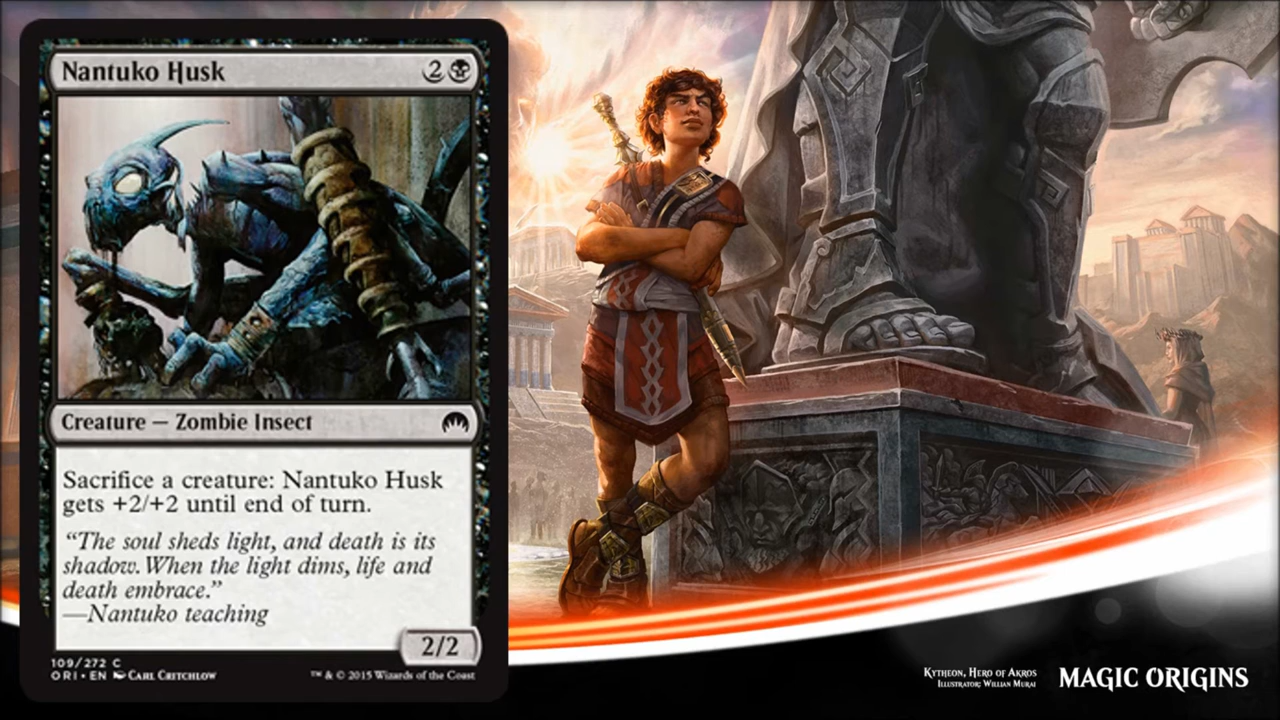 Nantuko Husk 2
Creature — Zombie Insect
Sacrifice a creature: Nantuko Husk
gets +2/+2 until end of turn.
“The soul sheds light, and death is its
shadow. When the light dims, life and
death embrace.”
—Nantuko teaching
2/2
109/272 C
ORI • EN Carl Critchlow
™ & © 2015 Wizards of the Coast
Kytheon, Hero of Akros
Illustrator: Willian Murai
MAGIC ORIGINS